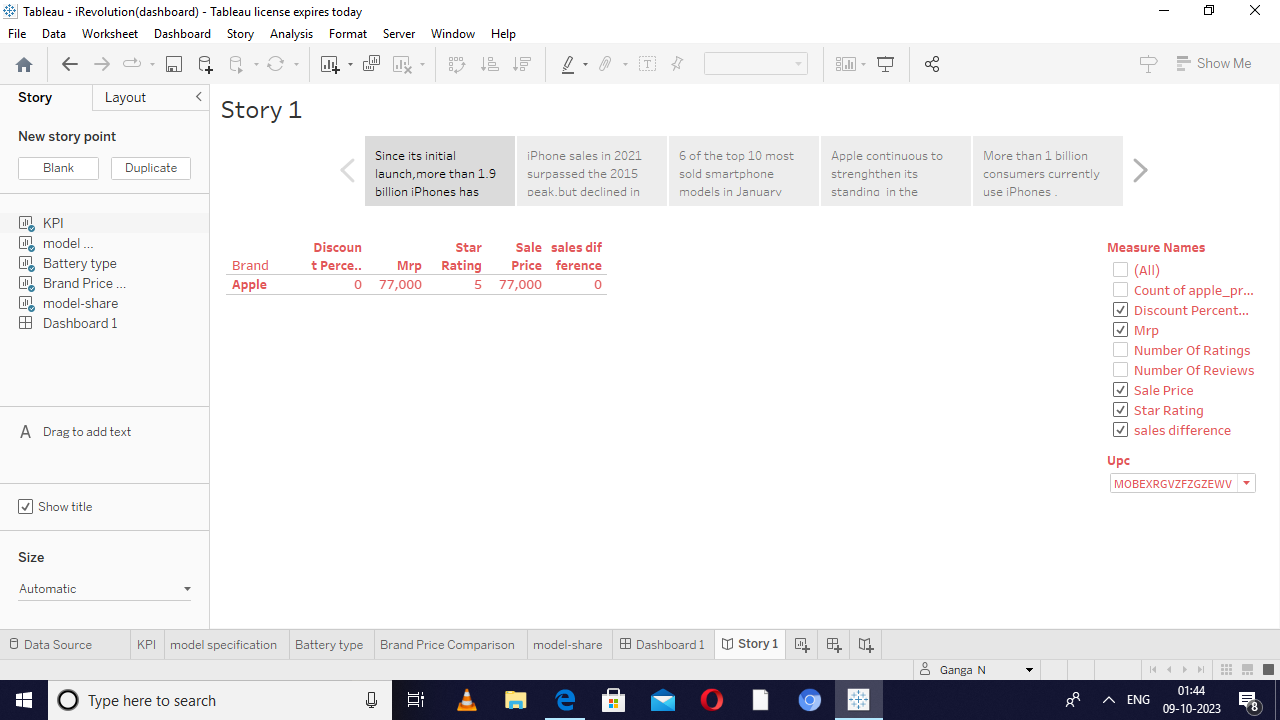 Tableau - iRevolution(dashboard) - Tableau license expires today
File Data Worksheet Dashboard Story Analysis Format Server Window Help
Show Me
Story Layout
New story point
Blank Duplicate
KPI
model ...
Battery type
Brand Price ...
model-share
Dashboard 1
A Drag to add text
Show title
Size
Automatic
Story 1
Since its initial
launch,more than 1.9
billion iPhones has
iPhone sales in 2021
surpassed the 2015
peak,but declined in
6 of the top 10 most
sold smartphone
models in January
Apple continuous to
strenghthen its
standing in the
More than 1 billion
consumers currently
use iPhones .
Discoun Star Sale sales dif
Brand t Perce.. Mrp Rating Price ference
Apple 0 77,000 5 77,000 0
Measure Names
(All)
Count of apple_pr...
Discount Percent...
Mrp
Number Of Ratings
Number Of Reviews
Sale Price
Star Rating
sales difference
Upc
MOBEXRGVZFZGZEWV
Data Source KPI model specification Battery type Brand Price Comparison model-share Dashboard 1 Story 1
Ganga N
Type here to search
ENG
01:44
09-10-2023
8